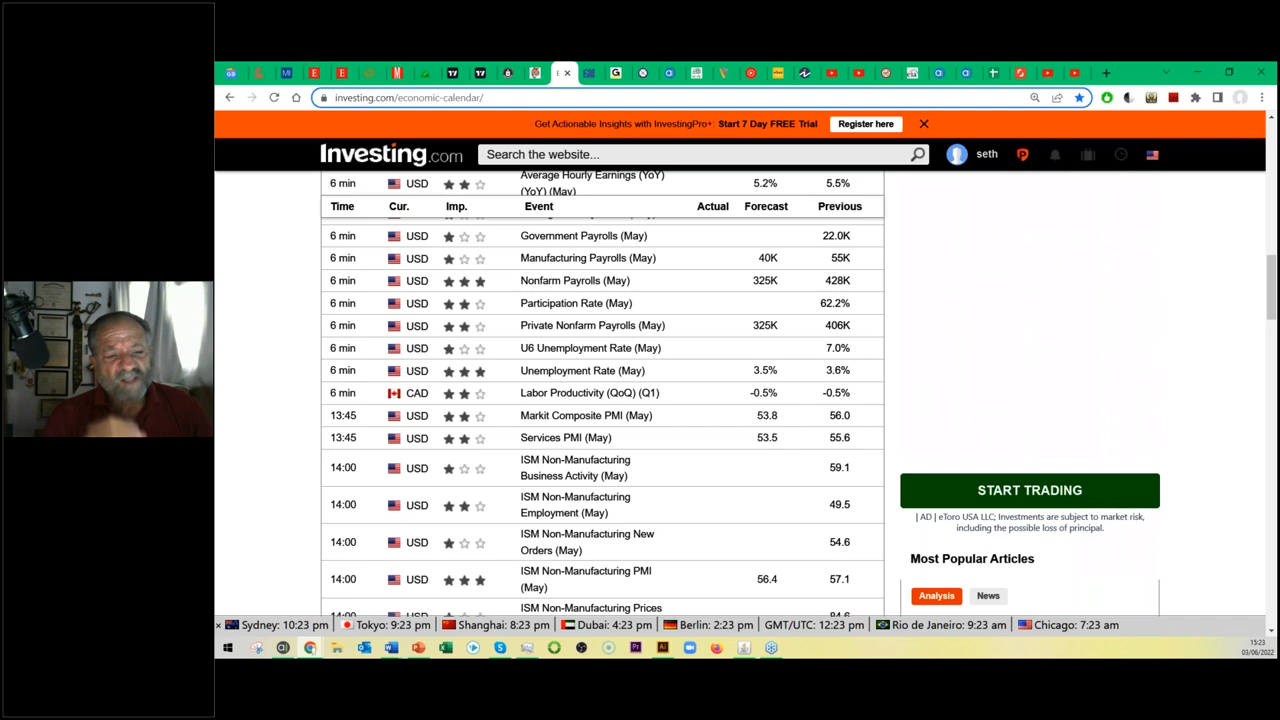 investing.com/economic-calendar/
Get Actionable Insights with InvestingPro+: Start 7 Day FREE Trial Register here
Investing.com Search the website... seth
6 min USD Average Hourly Earnings (YoY) (YoY) (May) 5.2% 5.5%
Time Cur. Imp. Event Actual Forecast Previous
6 min USD Government Payrolls (May) 22.0K
6 min USD Manufacturing Payrolls (May) 40K 55K
6 min USD Nonfarm Payrolls (May) 325K 428K
6 min USD Participation Rate (May) 62.2%
6 min USD Private Nonfarm Payrolls (May) 325K 406K
6 min USD U6 Unemployment Rate (May) 7.0%
6 min USD Unemployment Rate (May) 3.5% 3.6%
6 min CAD Labor Productivity (QoQ) (Q1) -0.5% -0.5%
13:45 USD Markit Composite PMI (May) 53.8 56.0
13:45 USD Services PMI (May) 53.5 55.6
14:00 USD ISM Non-Manufacturing Business Activity (May) 59.1
14:00 USD ISM Non-Manufacturing Employment (May) 49.5
14:00 USD ISM Non-Manufacturing New Orders (May) 54.6
14:00 USD ISM Non-Manufacturing PMI (May) 56.4 57.1
14:00 USD ISM Non-Manufacturing Prices
START TRADING
| AD | eToro USA LLC; Investments are subject to market risk,
including the possible loss of principal.
Most Popular Articles
Analysis News
Sydney: 10:23 pm Tokyo: 9:23 pm Shanghai: 8:23 pm Dubai: 4:23 pm Berlin: 2:23 pm GMT/UTC: 12:23 pm Rio de Janeiro: 9:23 am Chicago: 7:23 am
15:23
03/06/2022